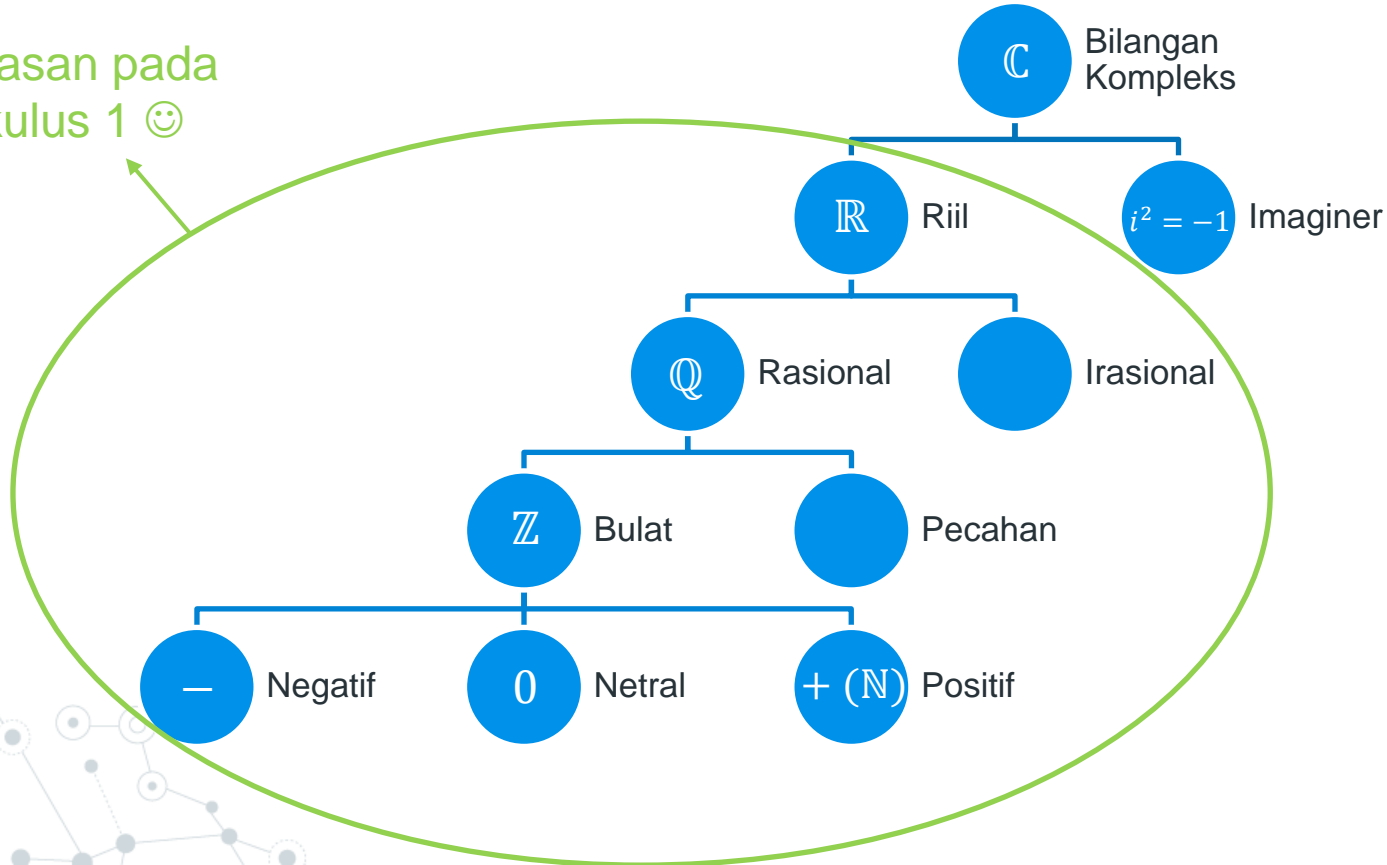 asan pada
kulus 1 ☺
ℂ Bilangan
Kompleks
ℝ Riil
i² = −1 Imaginer
ℚ Rasional
Irasional
ℤ Bulat
Pecahan
− Negatif
0 Netral
+ (ℕ) Positif